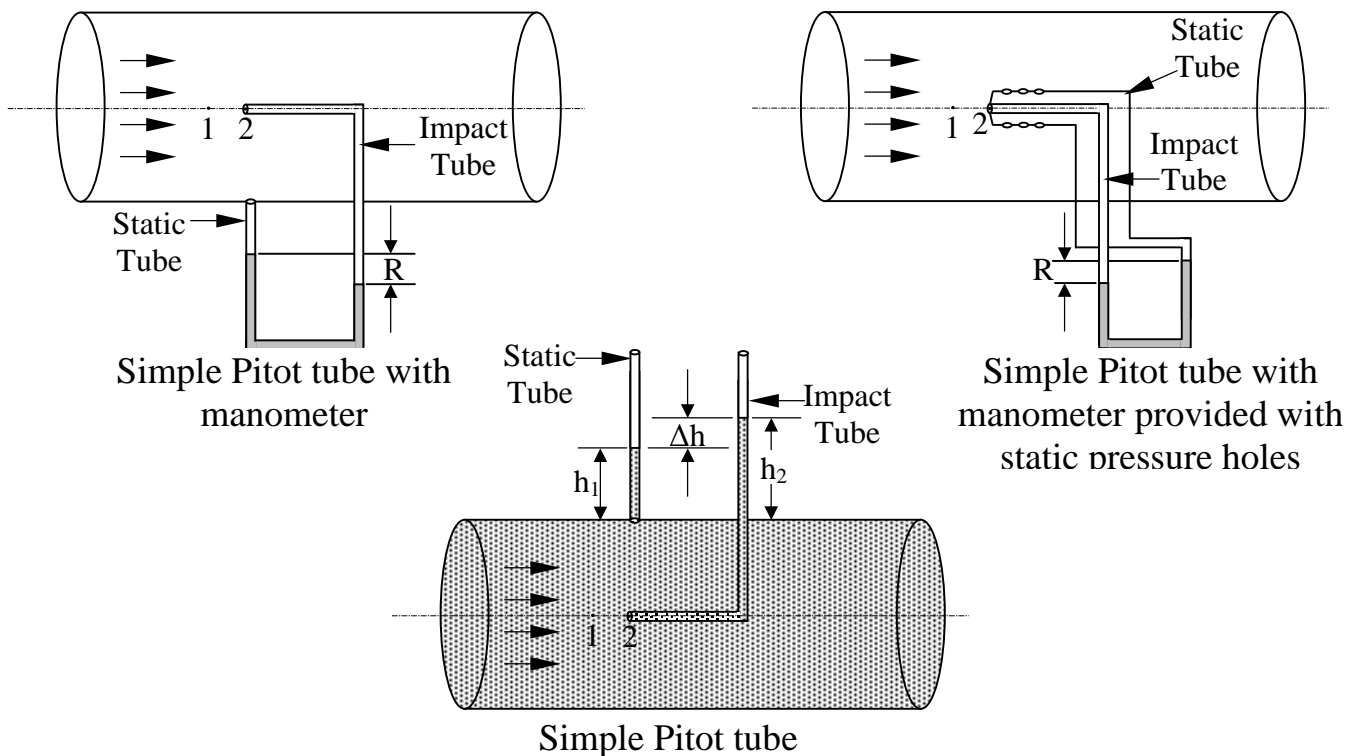 1
2
Impact
Tube
Static
Tube
R
Simple Pitot tube with
manometer
Static
Tube
1
2
Impact
Tube
R
Simple Pitot tube with
manometer provided with
static pressure holes
Static
Tube
Impact
Tube
Δh
h₁
h₂
1
2
Simple Pitot tube